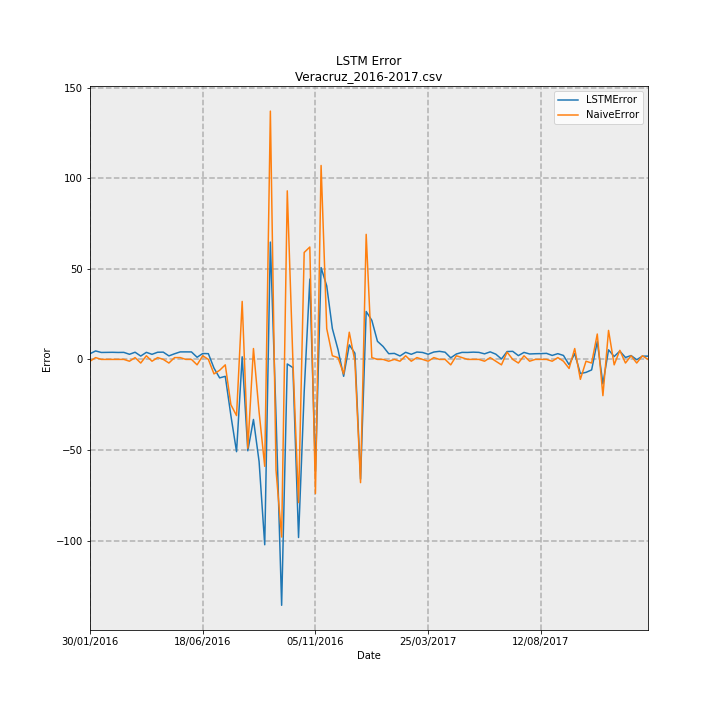 LSTM Error
Veracruz_2016-2017.csv
LSTMError
NaiveError
150
100
50
0
−50
−100
Error
30/01/2016
18/06/2016
05/11/2016
25/03/2017
12/08/2017
Date